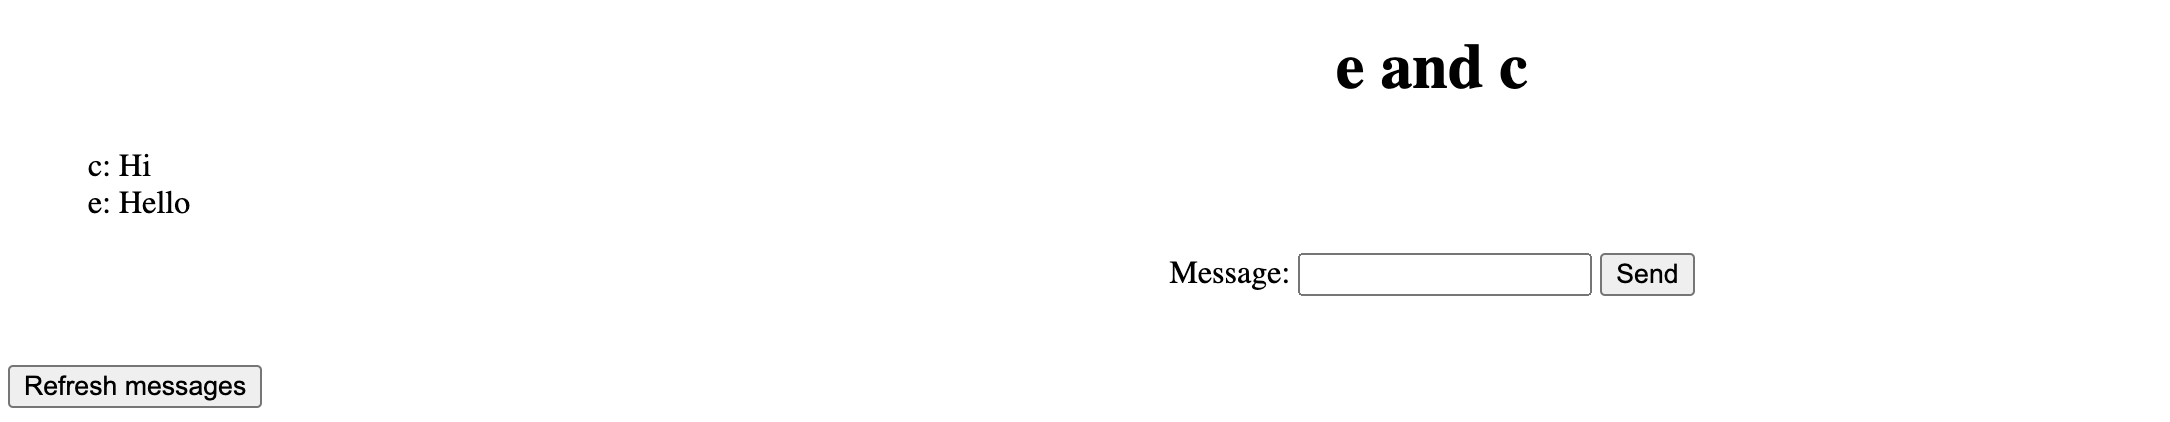 e and c
c: Hi
e: Hello
Message: Send
Refresh messages